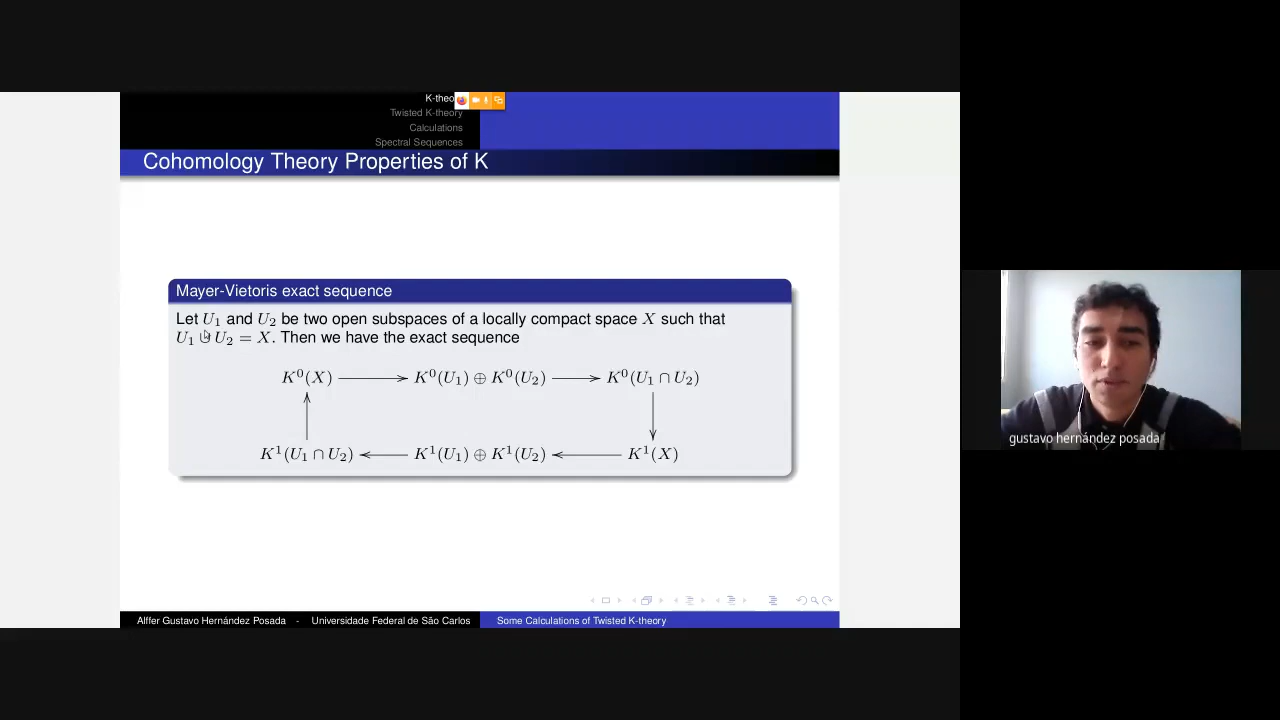 K-theo
Twisted K-theory
Calculations
Spectral Sequences
Cohomology Theory Properties of K
Mayer-Vietoris exact sequence
Let U₁ and U₂ be two open subspaces of a locally compact space X such that
U₁ ∪ U₂ = X. Then we have the exact sequence
K⁰(X) ⟶ K⁰(U₁) ⊕ K⁰(U₂) ⟶ K⁰(U₁ ∩ U₂)
K¹(U₁ ∩ U₂) ⟵ K¹(U₁) ⊕ K¹(U₂) ⟵ K¹(X)
Alffer Gustavo Hernández Posada - Universidade Federal de São Carlos
Some Calculations of Twisted K-theory
gustavo hernández posada